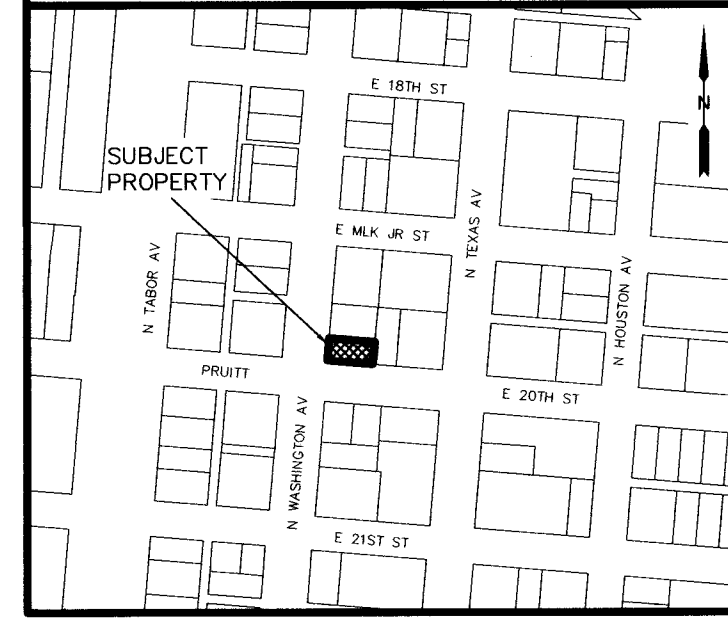 E 18TH ST
N
SUBJECT
PROPERTY
E MLK JR ST
N TEXAS AV
N TABOR AV
N HOUSTON AV
PRUITT
E 20TH ST
N WASHINGTON AV
E 21ST ST